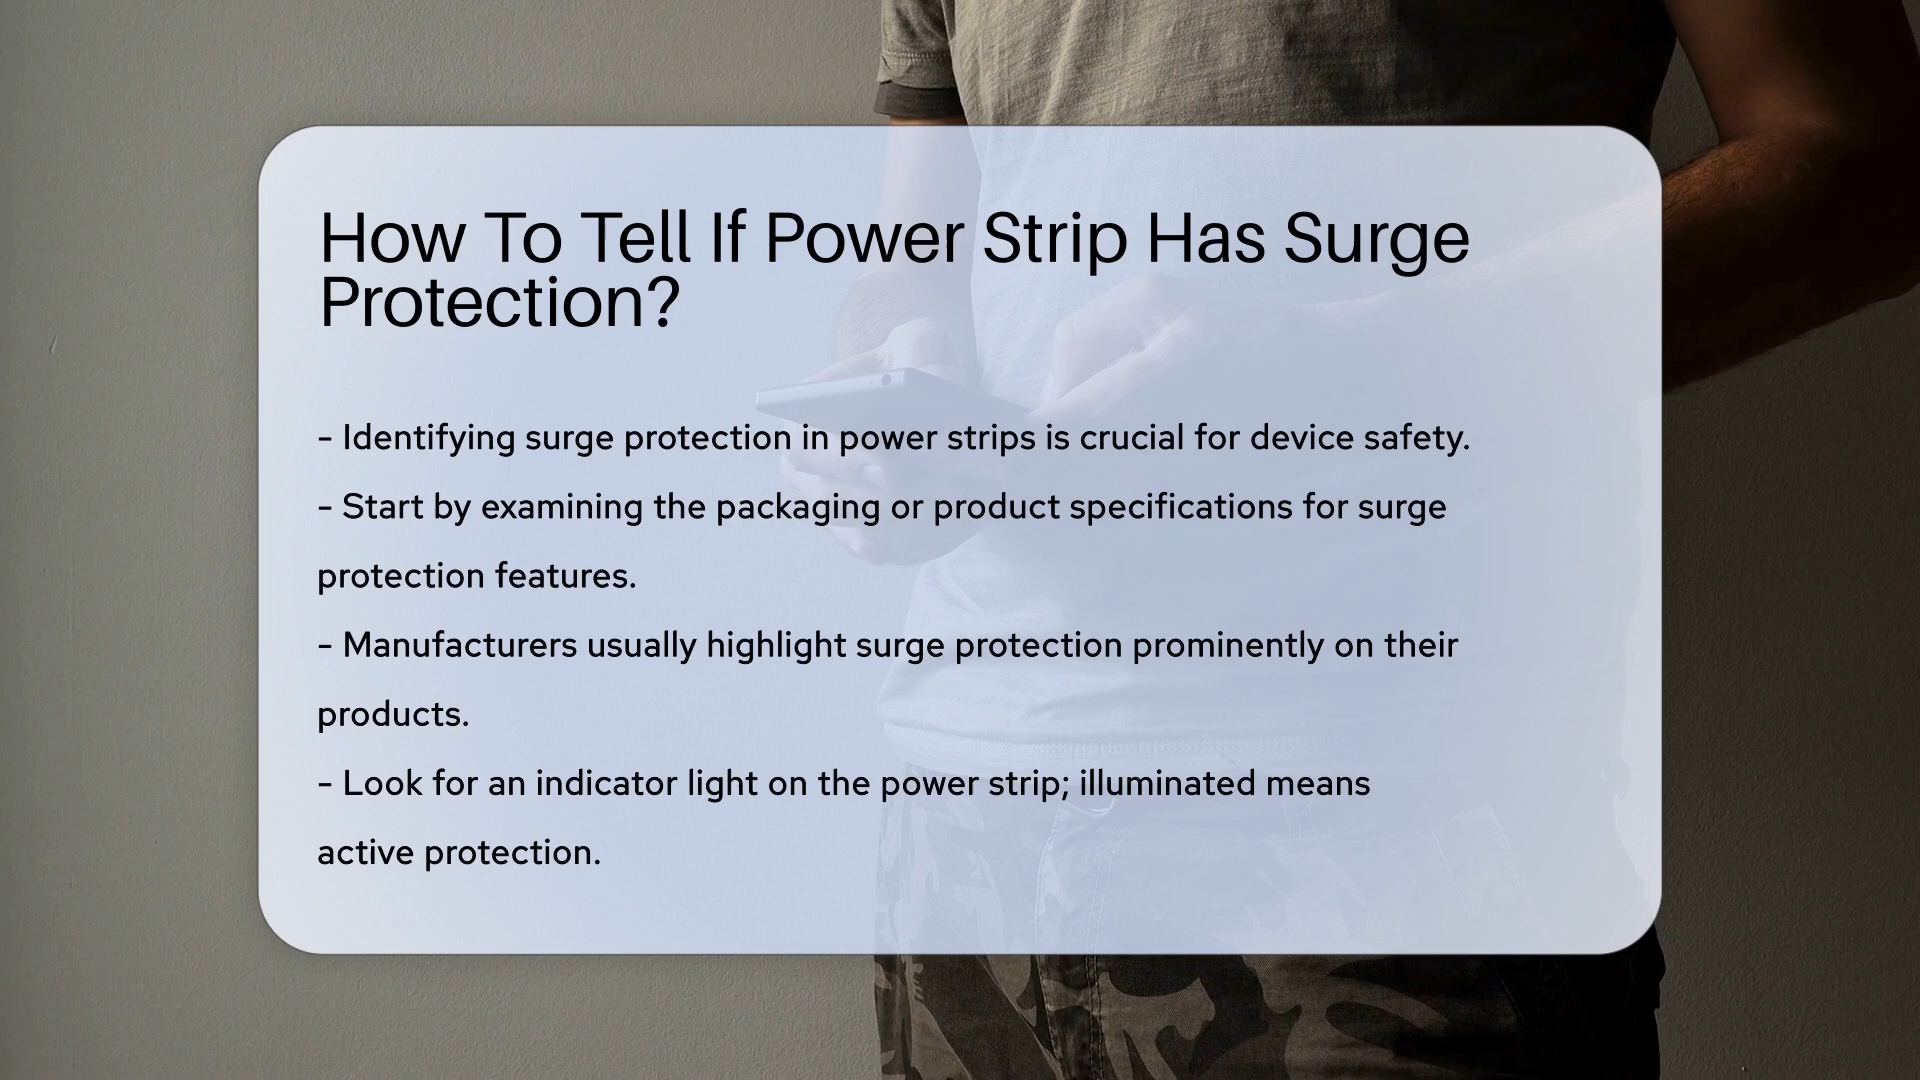 How To Tell If Power Strip Has Surge
Protection?
- Identifying surge protection in power strips is crucial for device safety.
- Start by examining the packaging or product specifications for surge
protection features.
- Manufacturers usually highlight surge protection prominently on their
products.
- Look for an indicator light on the power strip; illuminated means
active protection.